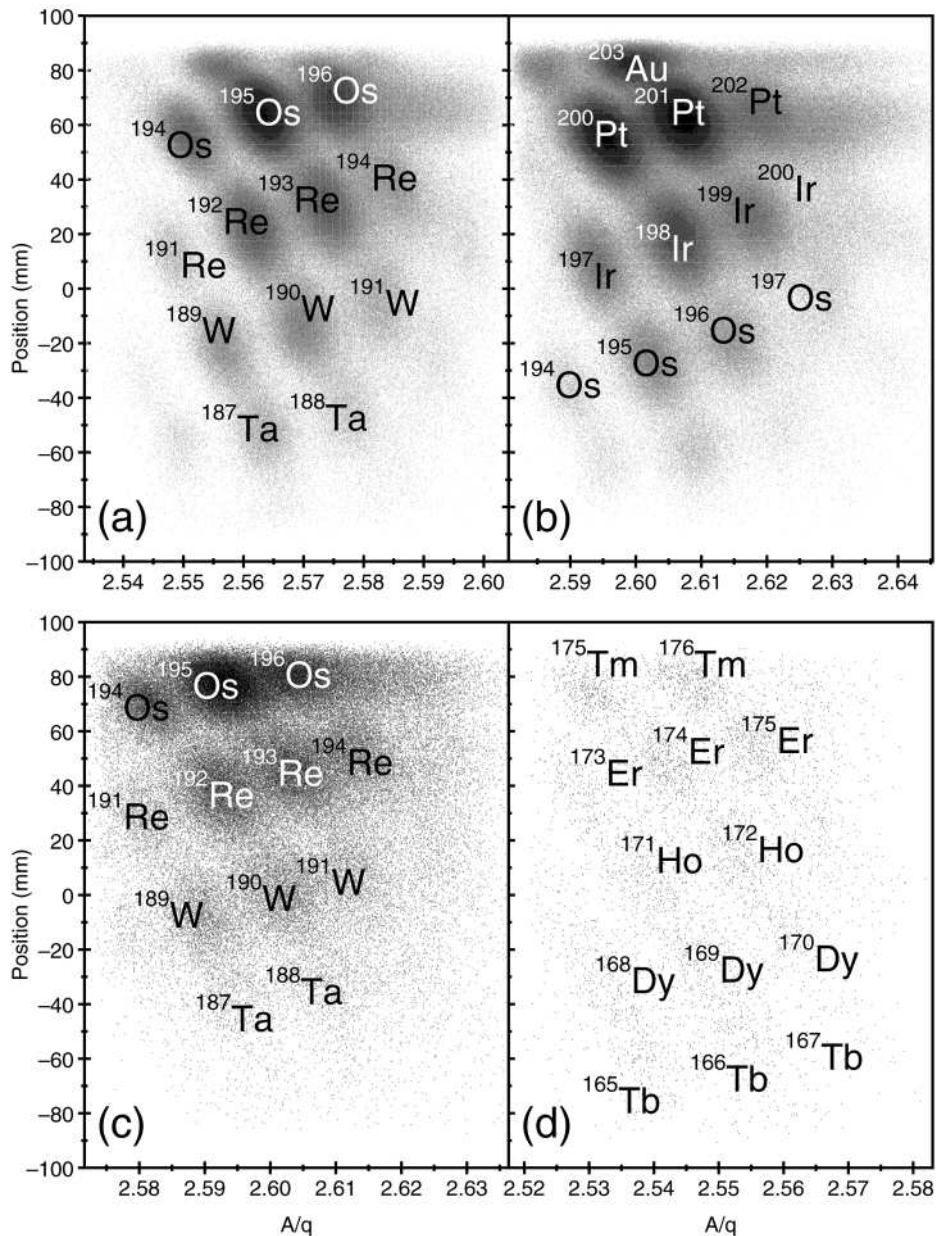 Position (mm)
100
80
60
40
20
0
−20
−40
−60
−80
−100
196Os
195Os
194Os
194Re
193Re
192Re
191Re
191W
190W
189W
188Ta
187Ta
(a)
2.54 2.55 2.56 2.57 2.58 2.59 2.60
203Au
202Pt
201Pt
200Pt
200Ir
199Ir
198Ir
197Ir
197Os
196Os
195Os
194Os
(b)
2.59 2.60 2.61 2.62 2.63 2.64
Position (mm)
100
80
60
40
20
0
−20
−40
−60
−80
−100
196Os
195Os
194Os
194Re
193Re
192Re
191Re
191W
190W
189W
188Ta
187Ta
(c)
2.58 2.59 2.60 2.61 2.62 2.63
A/q
175Tm 176Tm
175Er
174Er
173Er
172Ho
171Ho
170Dy
169Dy
168Dy
167Tb
166Tb
165Tb
(d)
2.52 2.53 2.54 2.55 2.56 2.57 2.58
A/q